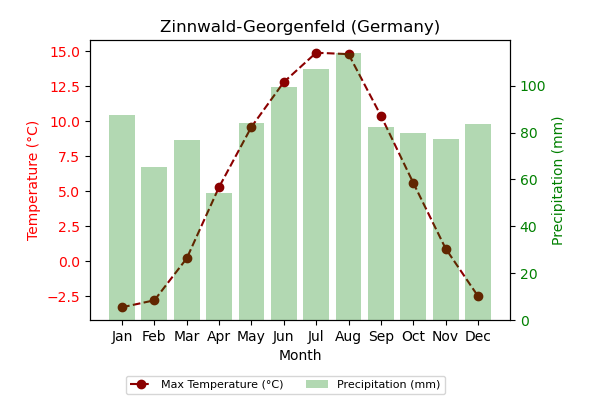 Zinnwald-Georgenfeld (Germany)
15.0
12.5
10.0
7.5
5.0
2.5
0.0
−2.5
Temperature (°C)
100
80
60
40
20
0
Precipitation (mm)
Jan Feb Mar Apr May Jun Jul Aug Sep Oct Nov Dec
Month
Max Temperature (°C) Precipitation (mm)